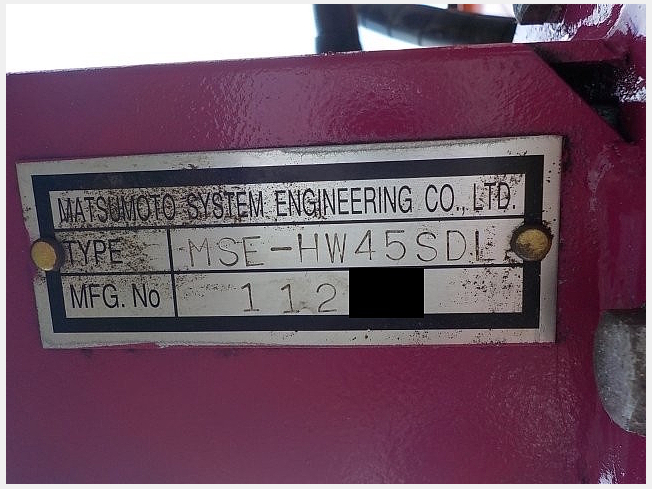 MATSUMOTO SYSTEM ENGINEERING CO., LTD.
TYPE MSE-HW45SDL
MFG. No 112